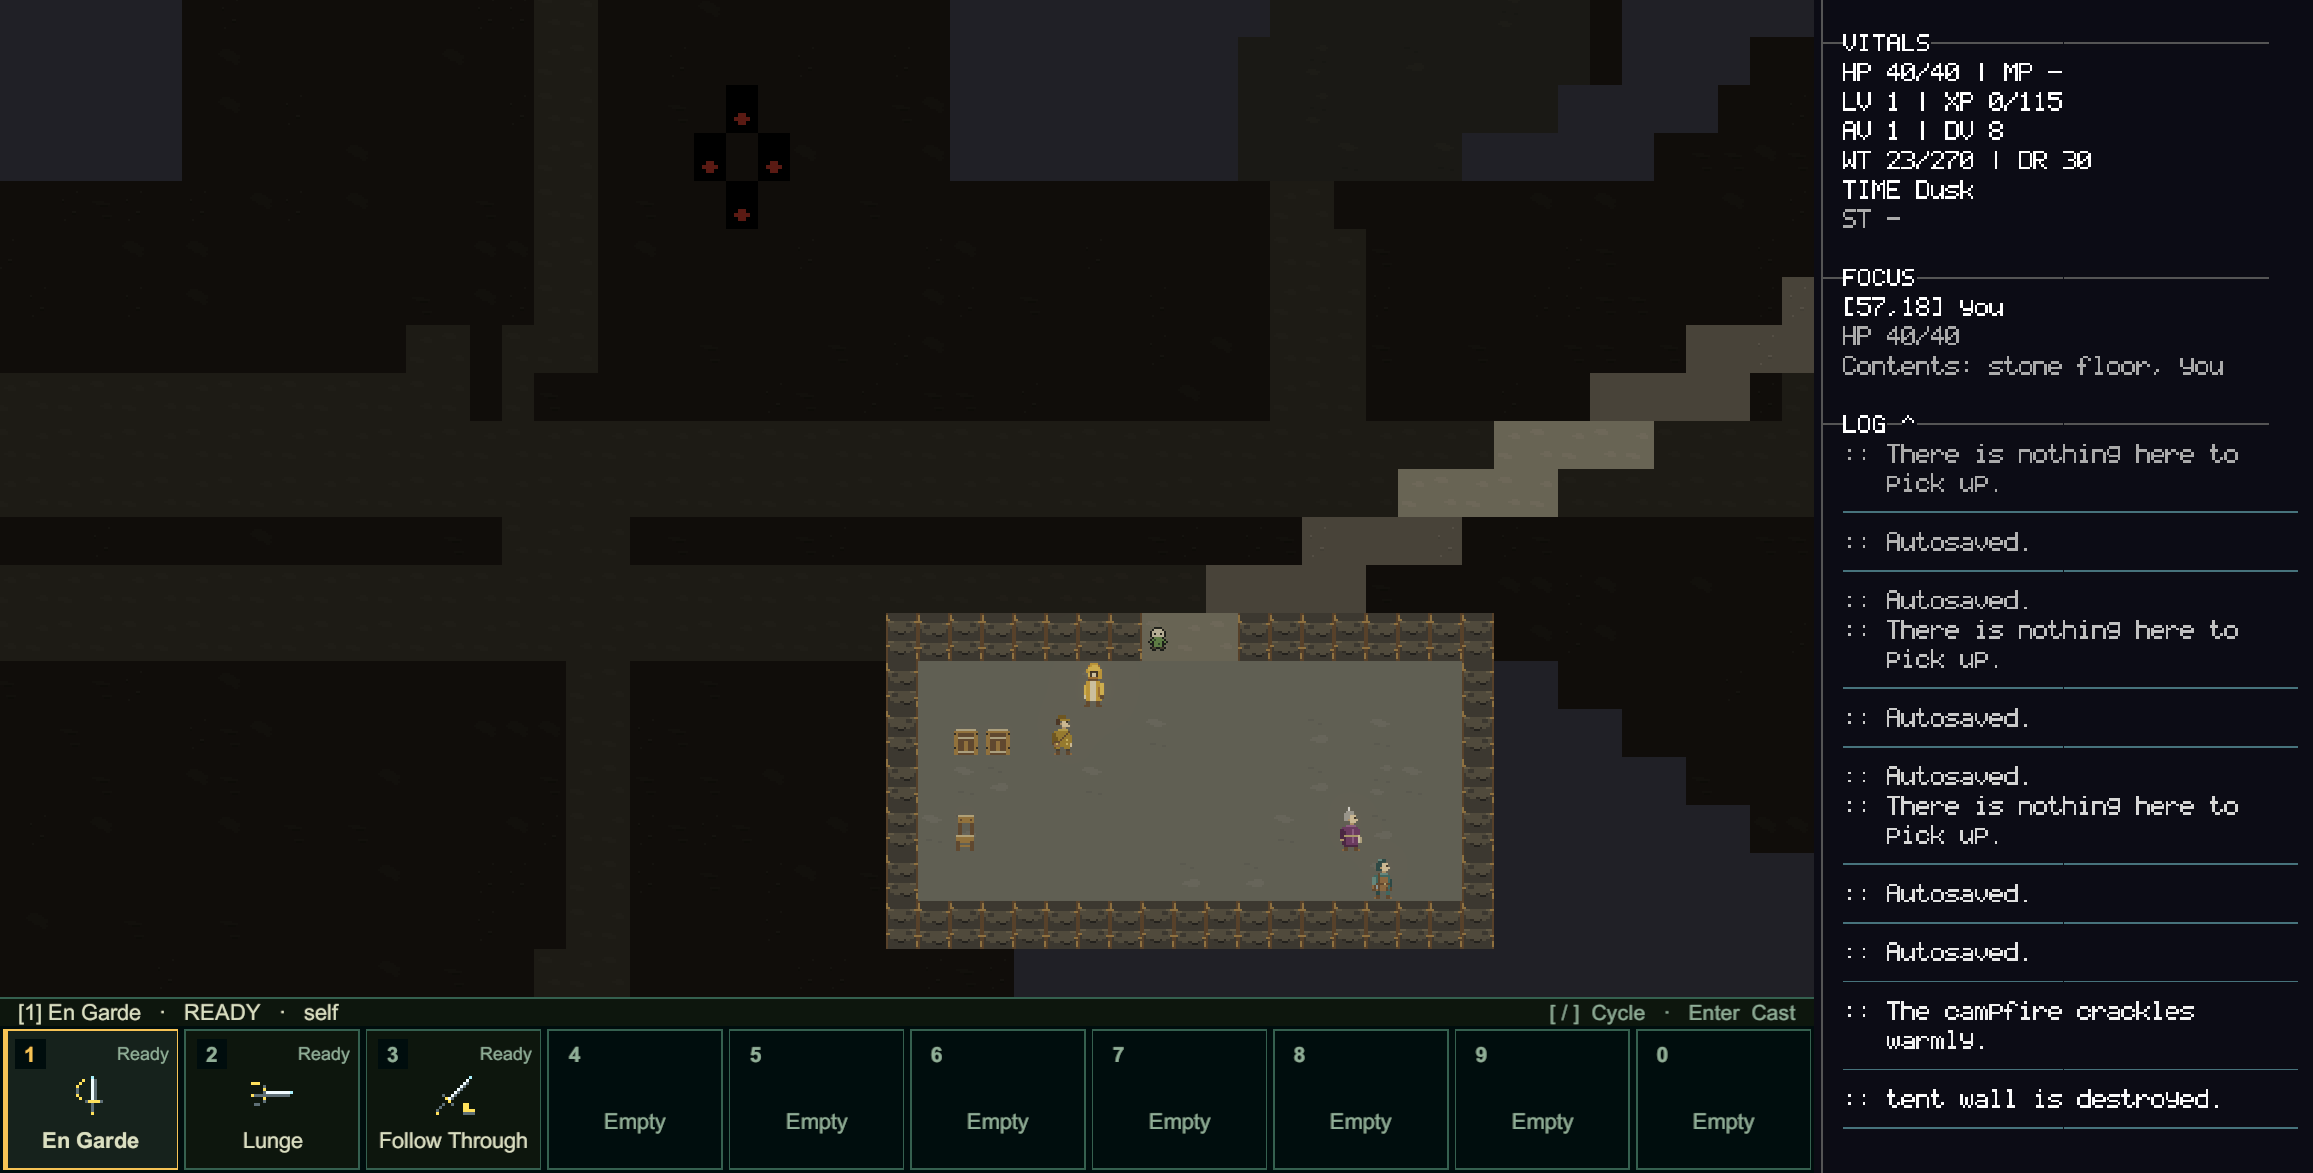 VITALS
HP 40/40 | MP -
LV 1 | XP 0/115
AV 1 | DV 8
WT 23/270 | DR 30
TIME Dusk
ST -
FOCUS
[57,18] You
HP 40/40
Contents: stone floor, You
LOG ^
:: There is nothing here to
pick up.
:: Autosaved.
:: Autosaved.
:: There is nothing here to
pick up.
:: Autosaved.
:: Autosaved.
:: There is nothing here to
pick up.
:: Autosaved.
:: Autosaved.
:: The campfire crackles
warmly.
:: tent wall is destroyed.
[1] En Garde · READY · self
[ / ] Cycle · Enter Cast
1 Ready
En Garde
2 Ready
Lunge
3 Ready
Follow Through
4
Empty
5
Empty
6
Empty
7
Empty
8
Empty
9
Empty
0
Empty